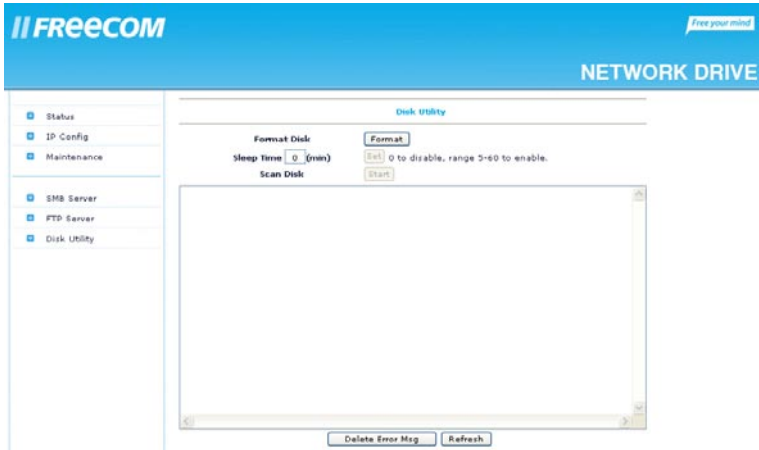 FREECOM
Free your mind
NETWORK DRIVE
Status
IP Config
Maintenance
SMB Server
FTP Server
Disk Utility
Disk Utility
Format Disk Format
Sleep Time 0 (min) Set 0 to disable, range 5-60 to enable.
Scan Disk Start
Delete Error Msg Refresh